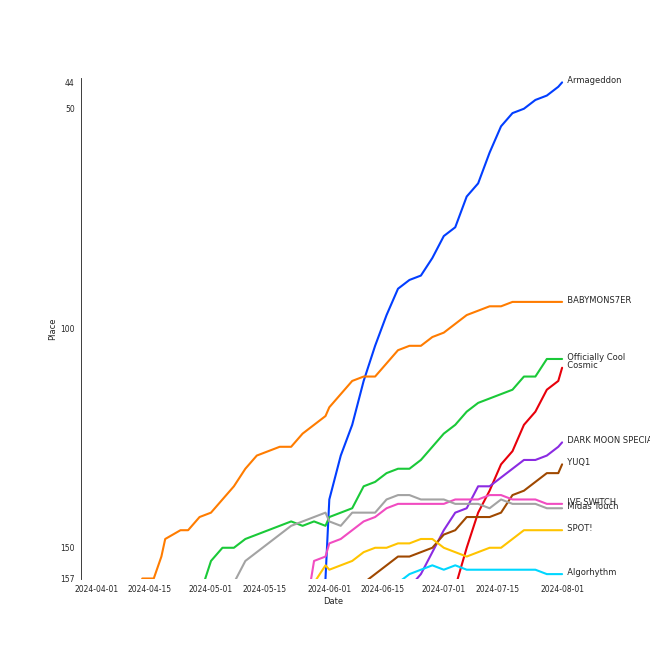 44
Armageddon
50
BABYMONS7ER
Place
100
Officially Cool
Cosmic
DARK MOON SPECIA
YUQ1
IVE SWITCH
Midas Touch
SPOT!
150
Algorhythm
157
2024-04-01
2024-04-15
2024-05-01
2024-05-15
2024-06-01
2024-06-15
2024-07-01
2024-07-15
2024-08-01
Date